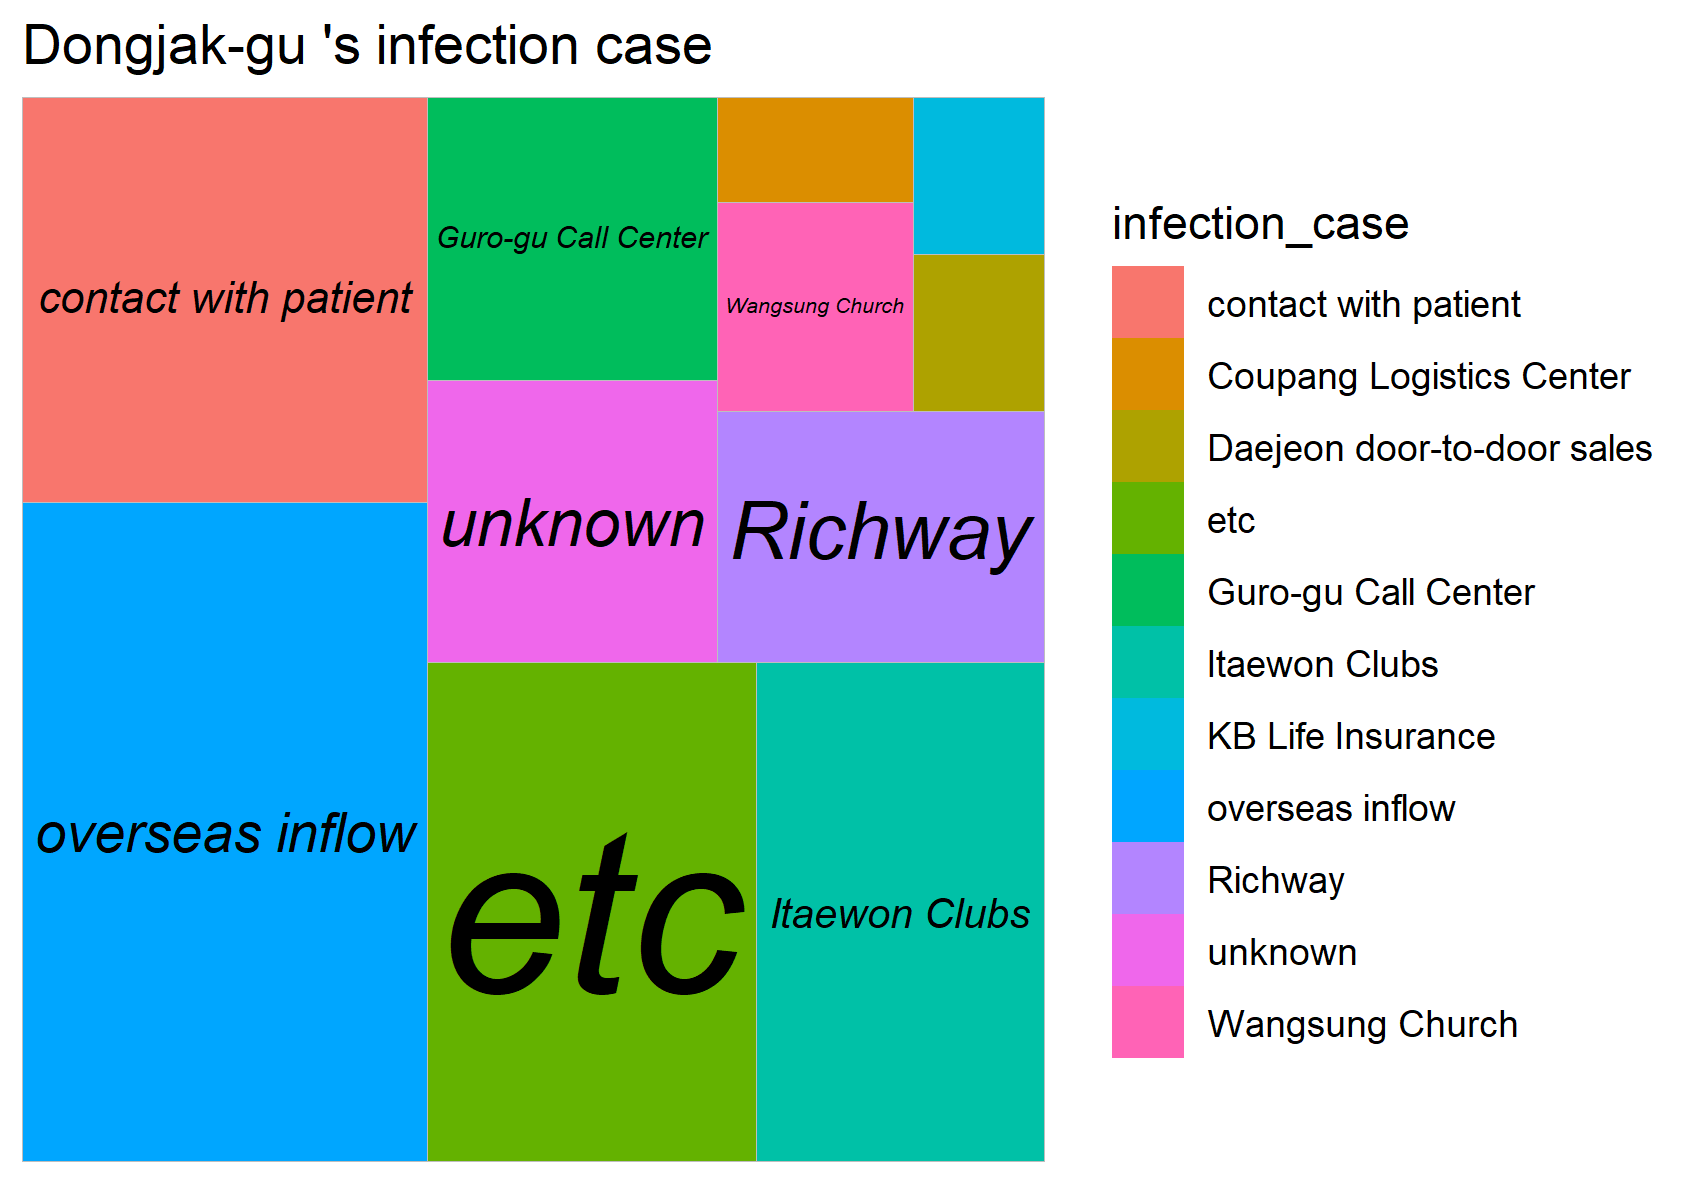 Dongjak-gu 's infection case
contact with patient
overseas inflow
Guro-gu Call Center
unknown
Wangsung Church
Richway
etc
Itaewon Clubs
infection_case
contact with patient
Coupang Logistics Center
Daejeon door-to-door sales
etc
Guro-gu Call Center
Itaewon Clubs
KB Life Insurance
overseas inflow
Richway
unknown
Wangsung Church